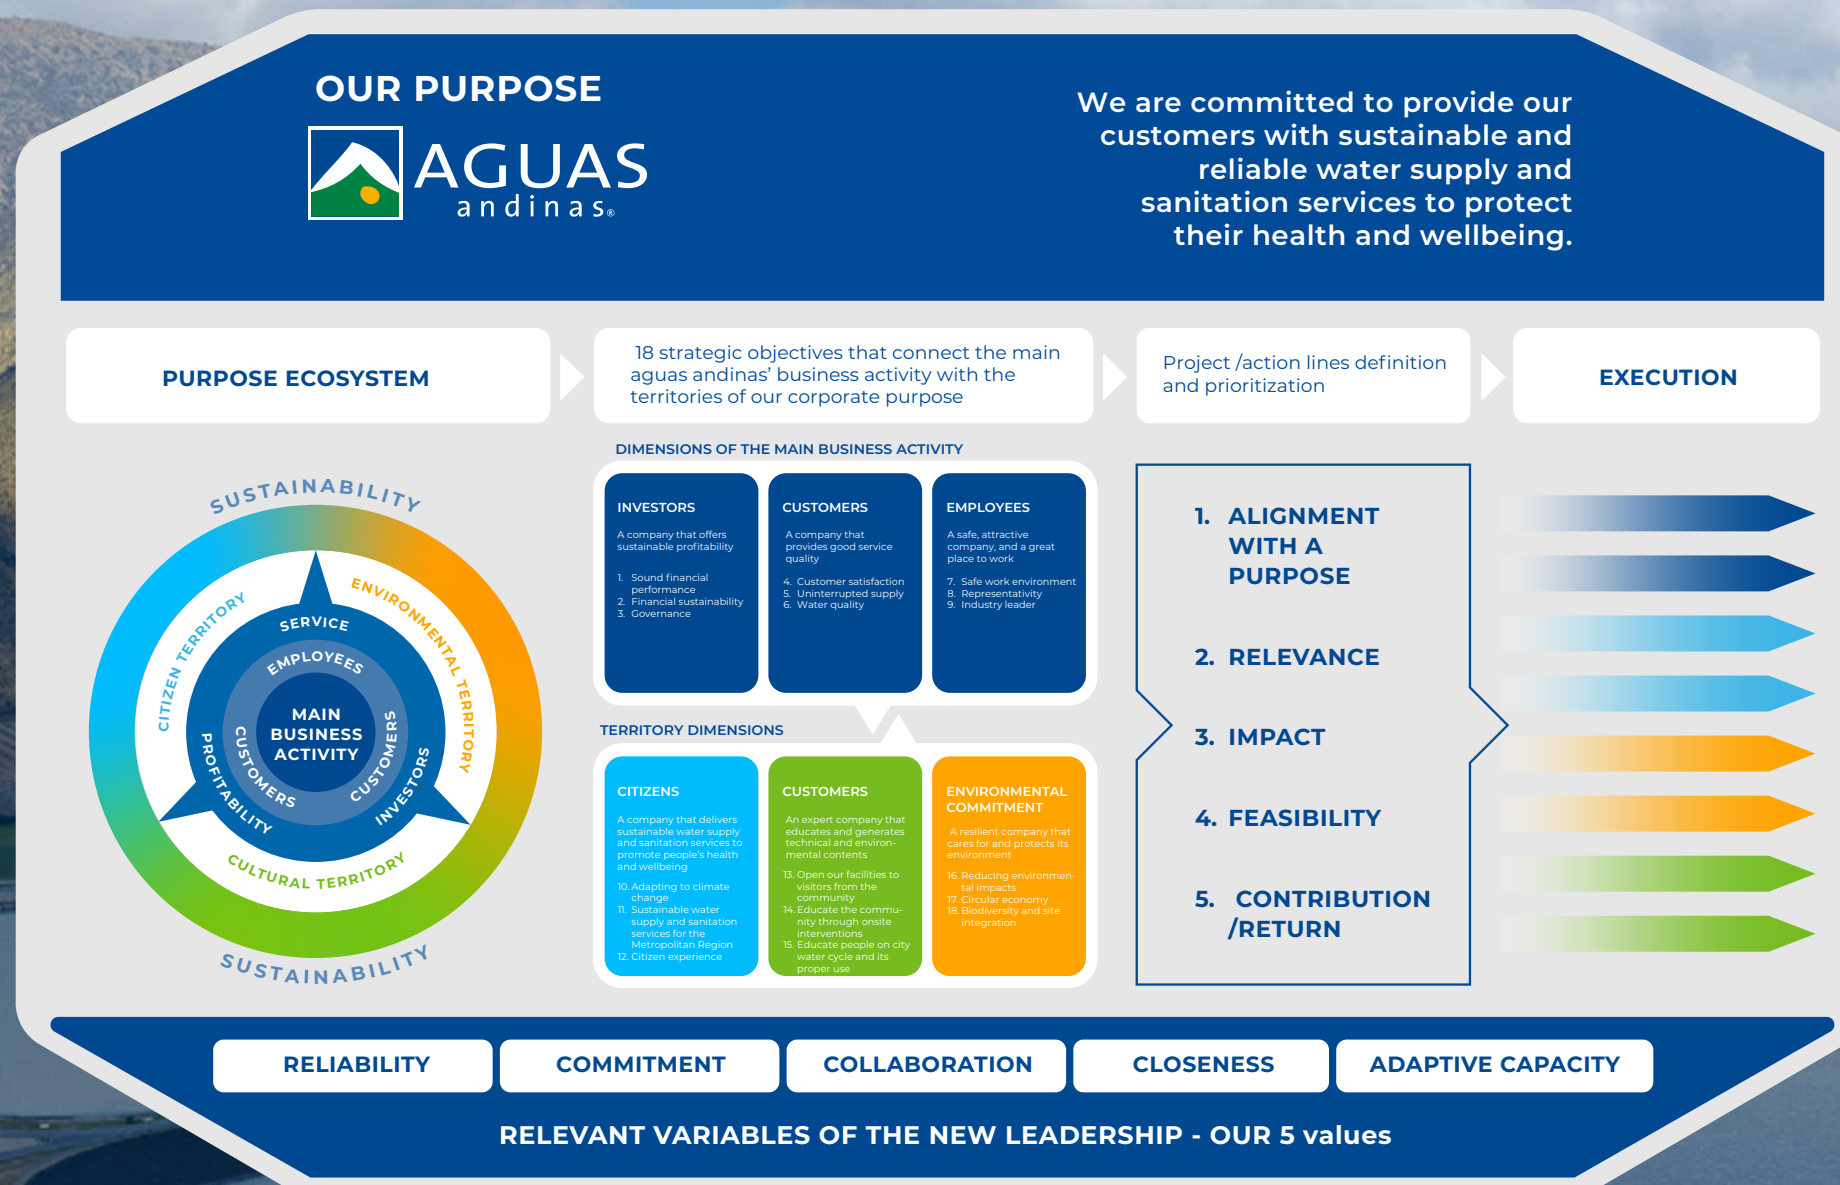 OUR PURPOSE
AGUAS
andinas®
We are committed to provide our
customers with sustainable and
reliable water supply and
sanitation services to protect
their health and wellbeing.
PURPOSE ECOSYSTEM
18 strategic objectives that connect the main
aguas andinas’ business activity with the
territories of our corporate purpose
Project /action lines definition
and prioritization
EXECUTION
SUSTAINABILITY
CITIZEN TERRITORY
ENVIRONMENTAL TERRITORY
CULTURAL TERRITORY
SERVICE
PROFITABILITY
INVESTORS
EMPLOYEES
CUSTOMERS
CUSTOMERS
MAIN
BUSINESS
ACTIVITY
SUSTAINABILITY
DIMENSIONS OF THE MAIN BUSINESS ACTIVITY
INVESTORS
A company that offers
sustainable profitability
1. Sound financial
performance
2. Financial sustainability
3. Governance
CUSTOMERS
A company that
provides good service
quality
4. Customer satisfaction
5. Uninterrupted supply
6. Water quality
EMPLOYEES
A safe, attractive
company, and a great
place to work
7. Safe work environment
8. Representativity
9. Industry leader
TERRITORY DIMENSIONS
CITIZENS
A company that delivers
sustainable water supply
and sanitation services to
promote people’s health
and wellbeing
10. Adapting to climate
change
11. Sustainable water
supply and sanitation
services for the
Metropolitan Region
12. Citizen experience
CUSTOMERS
An expert company that
educates and generates
technical and environ-
mental contents
13. Open our facilities to
visitors from the
community
14. Educate the commu-
nity through onsite
interventions
15. Educate people on city
water cycle and its
proper use
ENVIRONMENTAL
COMMITMENT
A resilient company that
cares for and protects its
environment
16. Reducing environmen-
tal impacts
17. Circular economy
18. Biodiversity and site
integration
1. ALIGNMENT
WITH A
PURPOSE
2. RELEVANCE
3. IMPACT
4. FEASIBILITY
5. CONTRIBUTION
/RETURN
RELIABILITY
COMMITMENT
COLLABORATION
CLOSENESS
ADAPTIVE CAPACITY
RELEVANT VARIABLES OF THE NEW LEADERSHIP - OUR 5 values